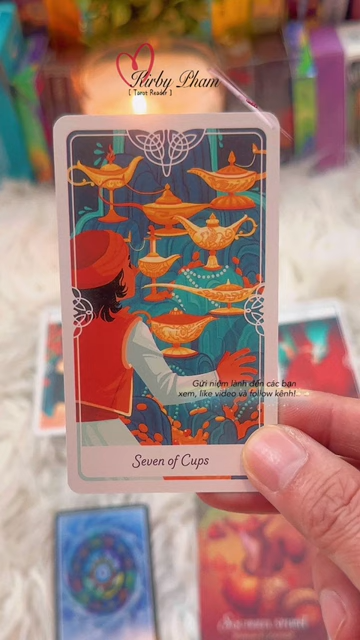 Kirby Pham
[ Tarot Reader ]
Gửi niệm lành đến các bạn
xem, like video và follow kênh!
Seven of Cups